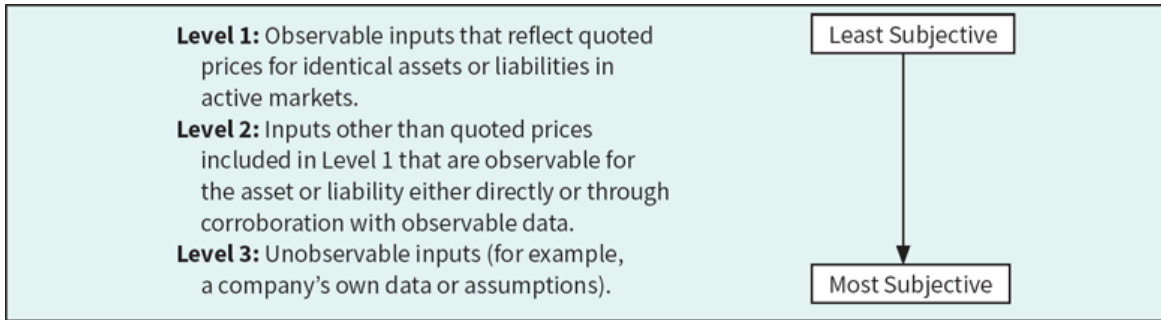 Level 1: Observable inputs that reflect quoted
prices for identical assets or liabilities in
active markets.
Level 2: Inputs other than quoted prices
included in Level 1 that are observable for
the asset or liability either directly or through
corroboration with observable data.
Level 3: Unobservable inputs (for example,
a company’s own data or assumptions).
Least Subjective
Most Subjective